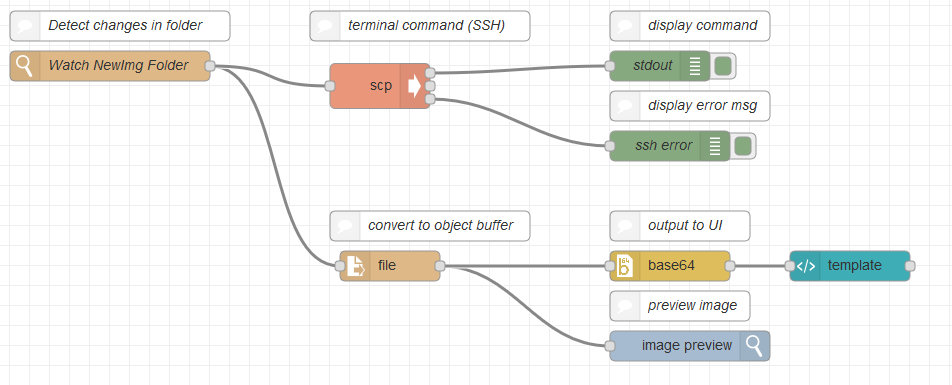 Detect changes in folder
terminal command (SSH)
display command
Watch NewImg Folder
stdout
scp
display error msg
ssh error
convert to object buffer
output to UI
file
64
b
base64
</>
template
preview image
image preview